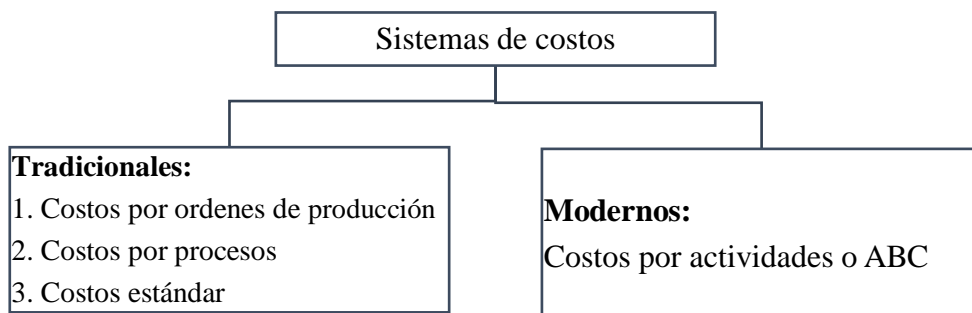 Sistemas de costos
Tradicionales:
1. Costos por ordenes de producción
2. Costos por procesos
3. Costos estándar
Modernos:
Costos por actividades o ABC